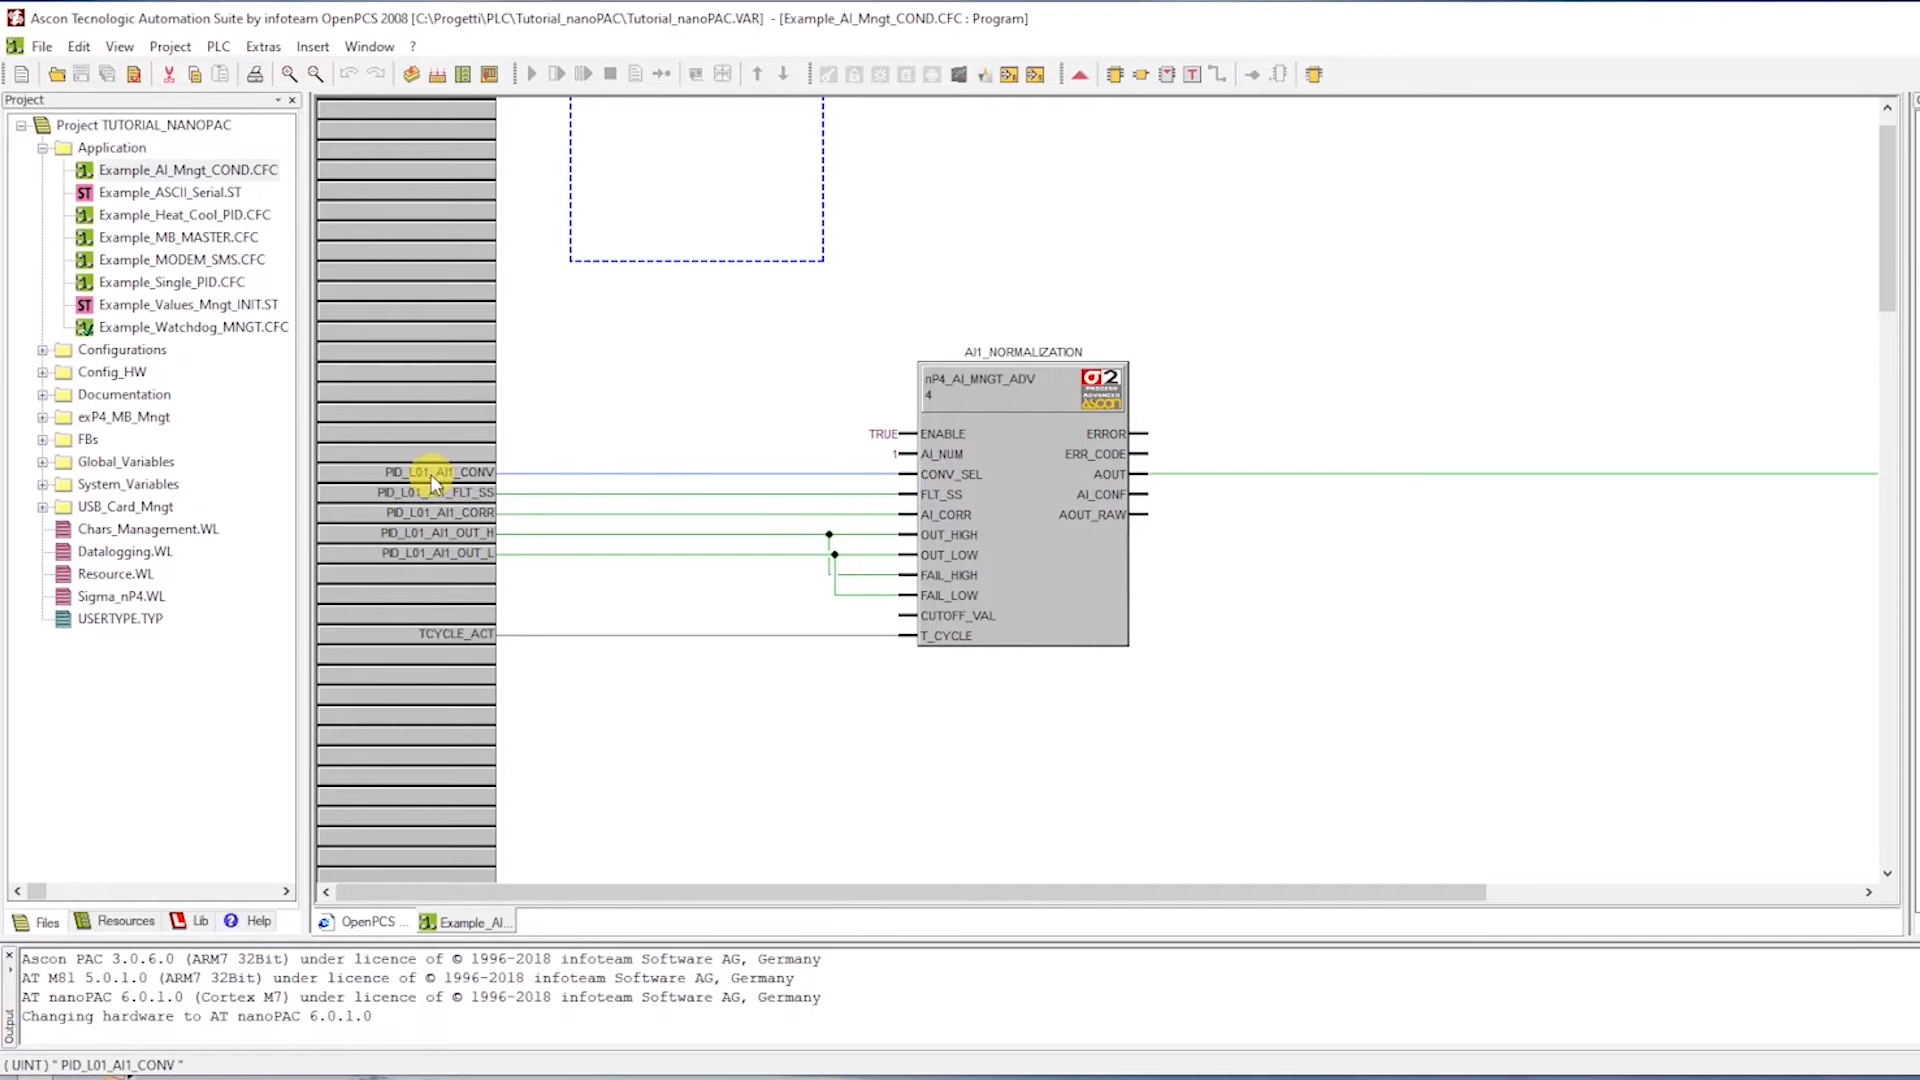 Ascon Tecnologic Automation Suite by infoteam OpenPCS 2008 [C:\Progetti\PLC\Tutorial_nanoPAC\Tutorial_nanoPAC.VAR] - [Example_AI_Mngt_COND.CFC : Program]
File Edit View Project PLC Extras Insert Window ?
Project
Project TUTORIAL_NANOPAC
Application
Example_AI_Mngt_COND.CFC
Example_ASCII_Serial.ST
Example_Heat_Cool_PID.CFC
Example_MB_MASTER.CFC
Example_MODEM_SMS.CFC
Example_Single_PID.CFC
Example_Values_Mngt_INIT.ST
Example_Watchdog_MNGT.CFC
Configurations
Config_HW
Documentation
exP4_MB_Mngt
FBs
Global_Variables
System_Variables
USB_Card_Mngt
Chars_Management.WL
Datalogging.WL
Resource.WL
Sigma_nP4.WL
USERTYPE.TYP
Files Resources Lib Help
PID_L01_AI1_CONV
PID_L01_AI1_FLT_SS
PID_L01_AI1_CORR
PID_L01_AI1_OUT_H
PID_L01_AI1_OUT_L
TCYCLE_ACT
AI1_NORMALIZATION
nP4_AI_MNGT_ADV
4
TRUE ENABLE ERROR
1 AI_NUM ERR_CODE
CONV_SEL AOUT
FLT_SS AI_CONF
AI_CORR AOUT_RAW
OUT_HIGH
OUT_LOW
FAIL_HIGH
FAIL_LOW
CUTOFF_VAL
T_CYCLE
OpenPCS ... Example_AI...
Output
Ascon PAC 3.0.6.0 (ARM7 32Bit) under licence of © 1996-2018 infoteam Software AG, Germany
AT M81 5.0.1.0 (ARM7 32Bit) under licence of © 1996-2018 infoteam Software AG, Germany
AT nanoPAC 6.0.1.0 (Cortex M7) under licence of © 1996-2018 infoteam Software AG, Germany
Changing hardware to AT nanoPAC 6.0.1.0
( UINT ) " PID_L01_AI1_CONV "